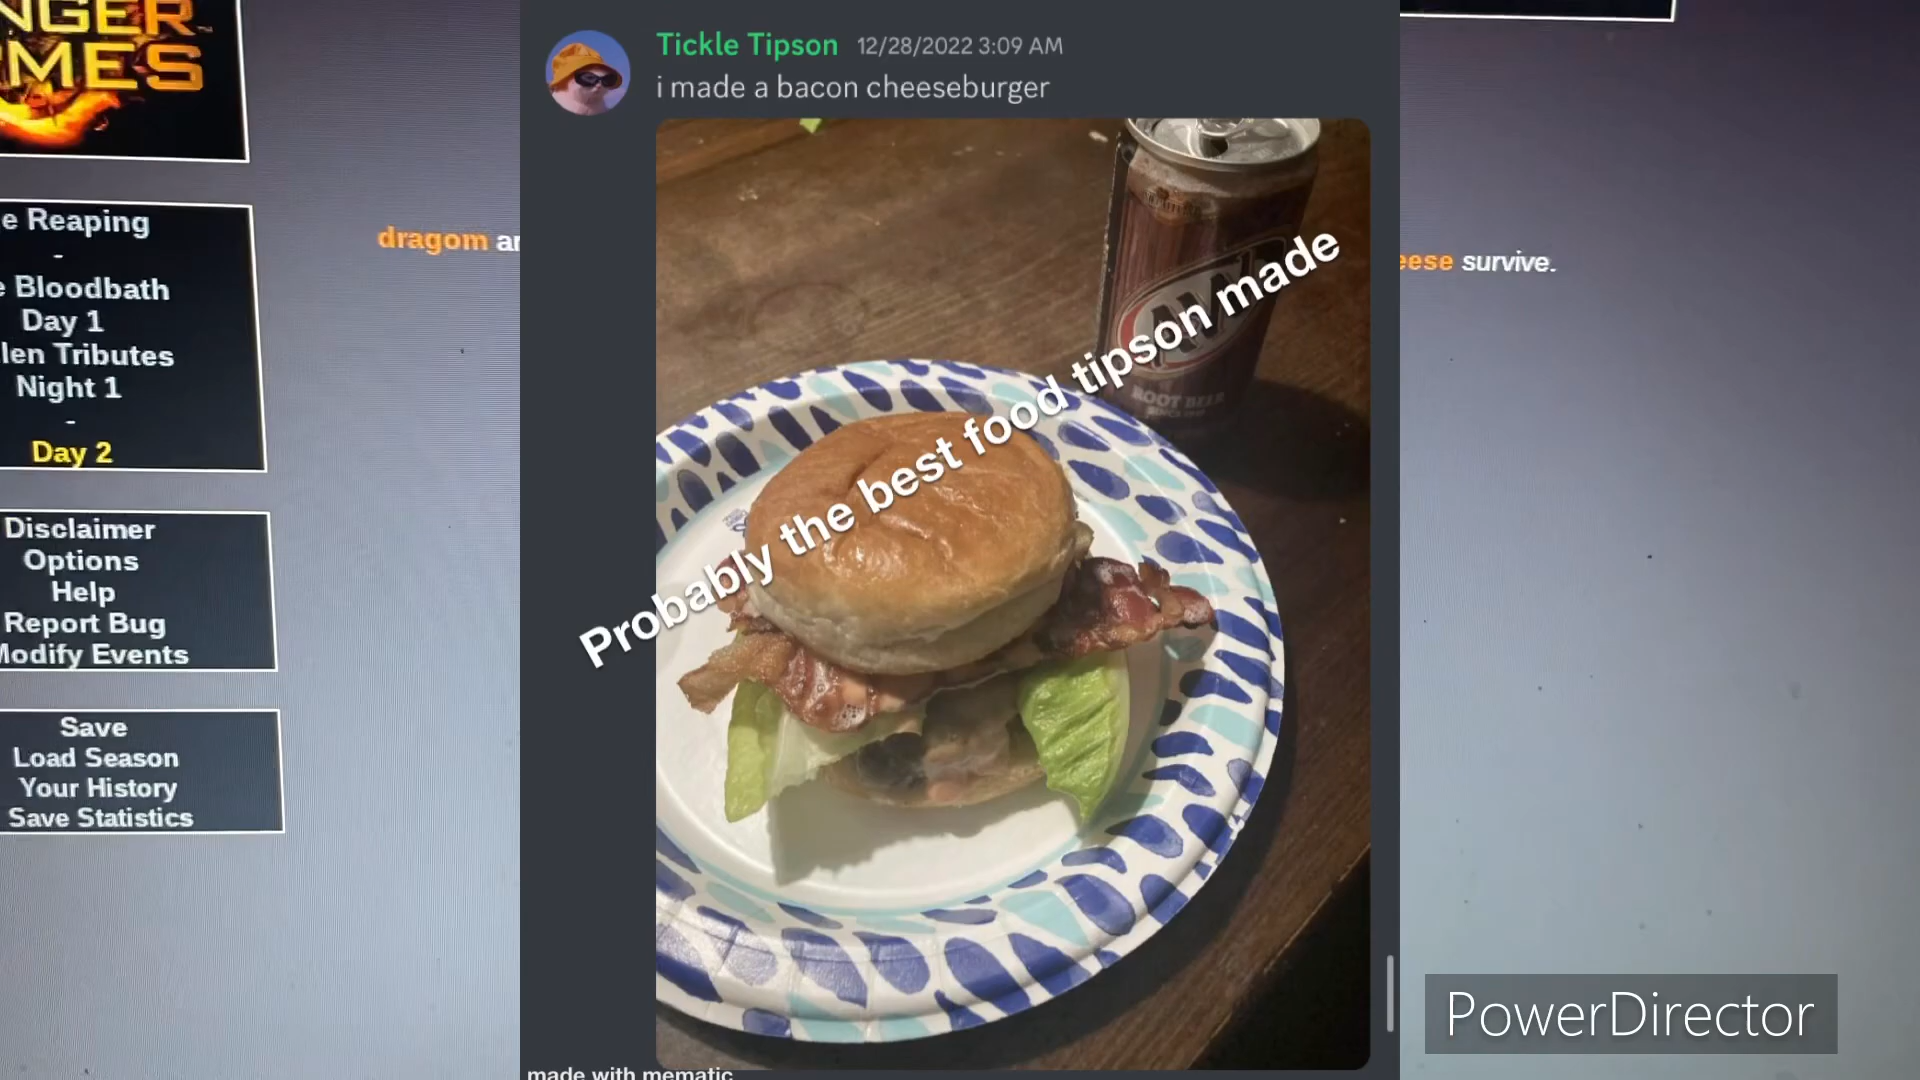 NGER
MES
e Reaping
-
e Bloodbath
Day 1
len Tributes
Night 1
-
Day 2
Disclaimer
Options
Help
Report Bug
Modify Events
Save
Load Season
Your History
Save Statistics
dragom ar
Tickle Tipson 12/28/2022 3:09 AM
i made a bacon cheeseburger
A&W
ROOT BEER
Probably the best food tipson made
made with mematic
eese survive.
PowerDirector